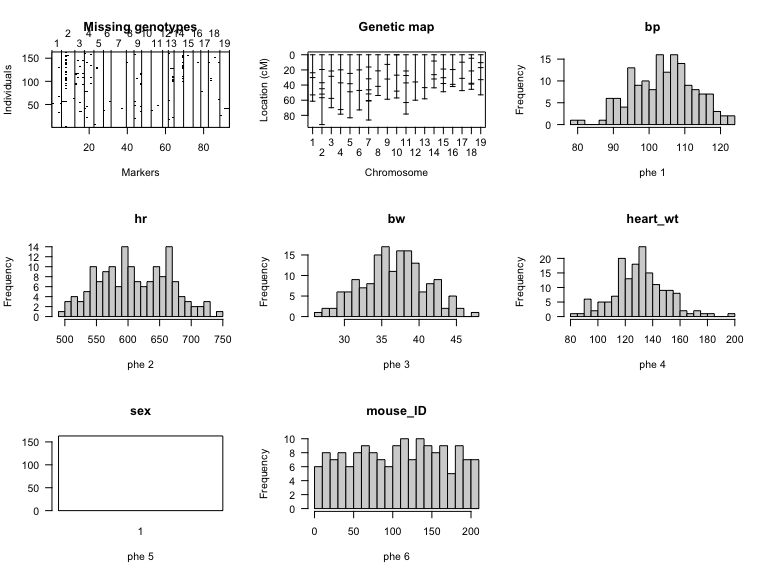 Missing genotypes
2 4 6 8 10 12 14 16 18
1 3 5 7 9 11 13 15 17 19
Individuals
150
100
50
20 40 60 80
Markers
Genetic map
Location (cM)
0
20
40
60
80
1 3 5 7 9 11 13 15 17 19
2 4 6 8 10 12 14 16 18
Chromosome
bp
Frequency
15
10
5
0
80 90 100 110 120
phe 1
hr
Frequency
14
12
10
8
6
4
2
0
500 550 600 650 700 750
phe 2
bw
Frequency
15
10
5
0
30 35 40 45
phe 3
heart_wt
Frequency
20
15
10
5
0
80 100 120 140 160 180 200
phe 4
sex
150
100
50
0
1
phe 5
mouse_ID
Frequency
10
8
6
4
2
0
0 50 100 150 200
phe 6